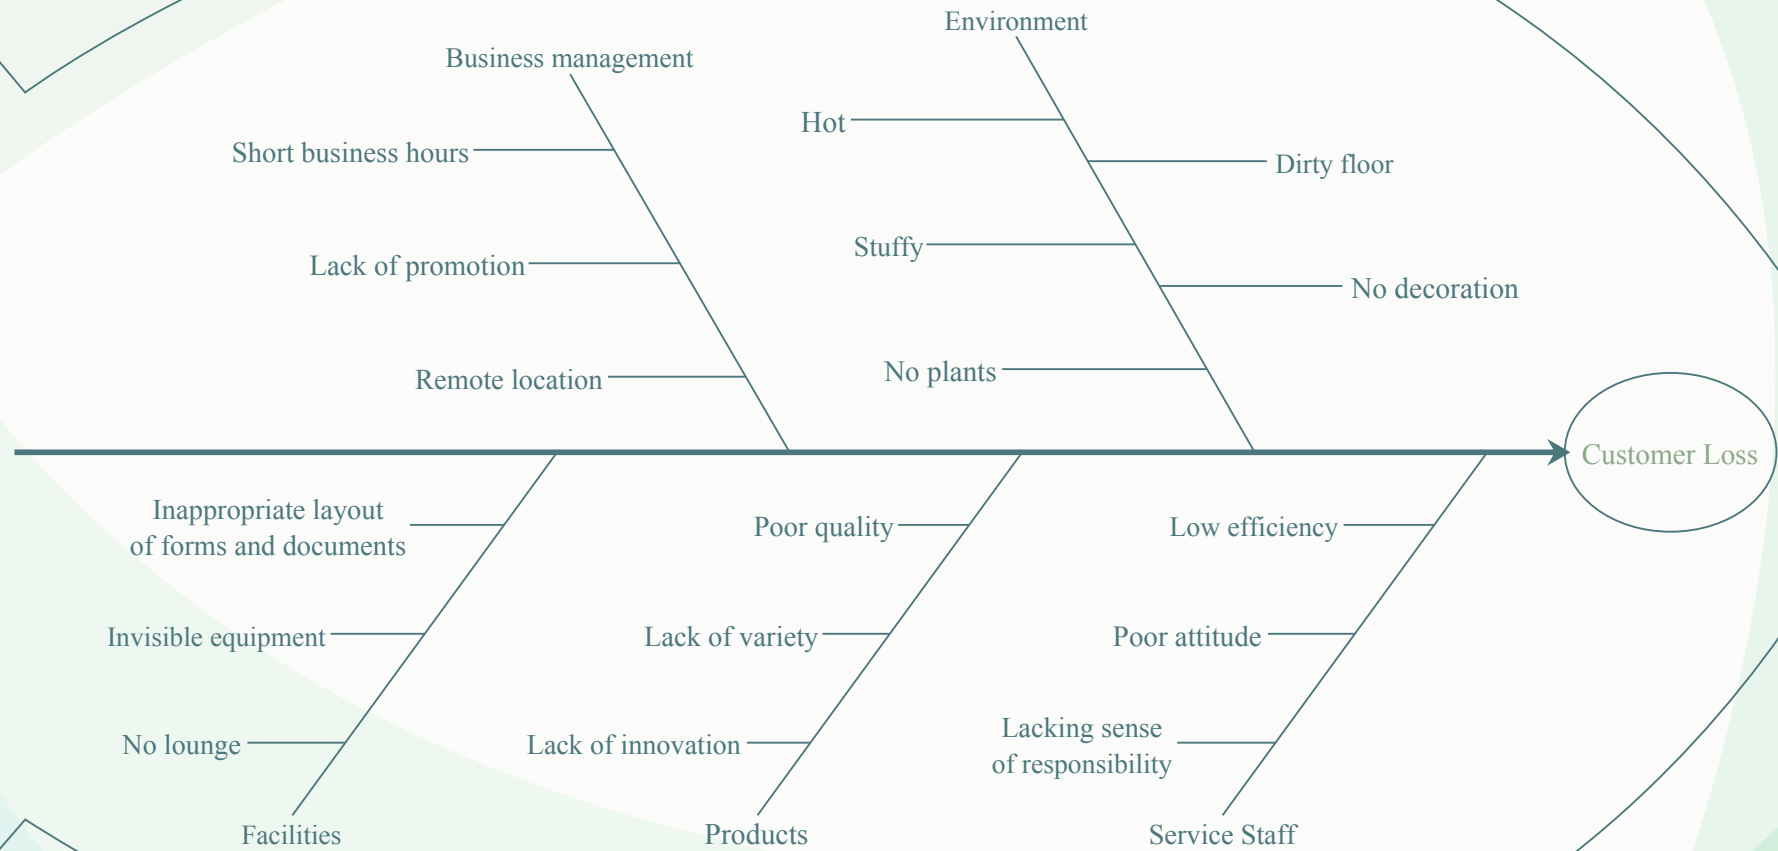 Environment
Business management
Hot
Short business hours
Dirty floor
Stuffy
Lack of promotion
No decoration
No plants
Remote location
Customer Loss
Inappropriate layout
of forms and documents
Poor quality
Low efficiency
Invisible equipment
Lack of variety
Poor attitude
No lounge
Lack of innovation
Lacking sense
of responsibility
Facilities
Products
Service Staff